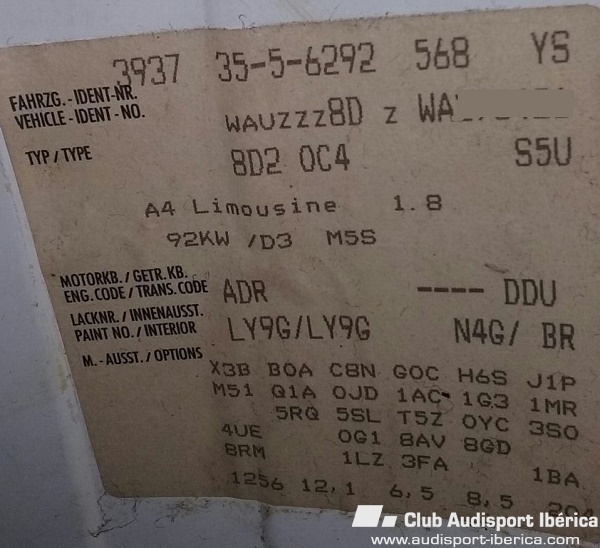 3937 35-5-6292 568 YS
FAHRZG.-IDENT-NR.
VEHICLE-IDENT-NO.
WAUZZZ8D Z WA
TYP/TYPE
8D2 0C4 S5U
A4 Limousine 1.8
92KW /D3 M5S
MOTORKB./GETR.KB.
ENG.CODE/TRANS.CODE
ADR ---- DDU
LACKNR./INNENAUSST.
PAINT NO./INTERIOR
LY9G/LY9G N4G/ BR
M.-AUSST./OPTIONS
X3B B0A C8N G0C H6S J1P
M51 Q1A 0JD 1AC 1G3 1MR
5RQ 5SL T5Z 0YC 3S0
4UE 0G1 8AV 8GD
8RM 1LZ 3FA 1BA
1256 12,1 6,5 8,5 204
Club Audisport Ibérica
www.audisport-iberica.com